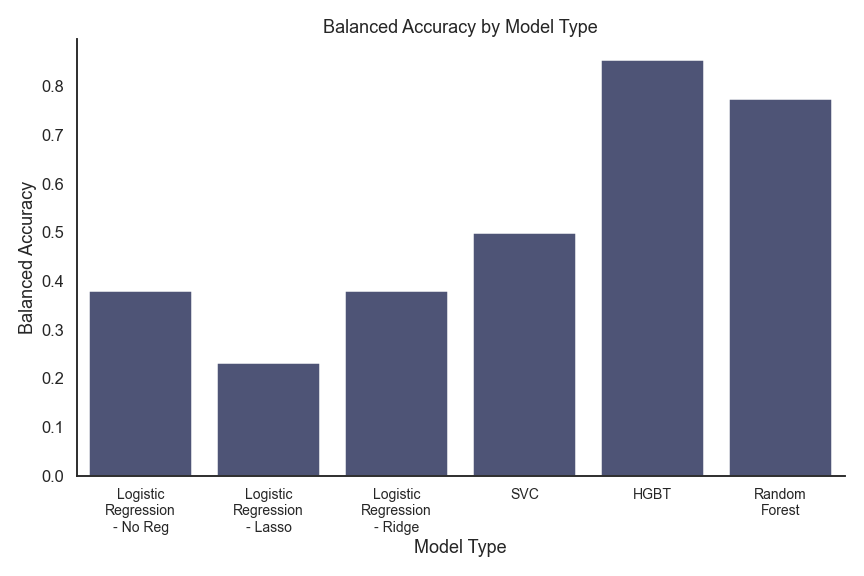 Balanced Accuracy by Model Type
Balanced Accuracy
0.8
0.7
0.6
0.5
0.4
0.3
0.2
0.1
0.0
Logistic
Regression
- No Reg
Logistic
Regression
- Lasso
Logistic
Regression
- Ridge
SVC
HGBT
Random
Forest
Model Type